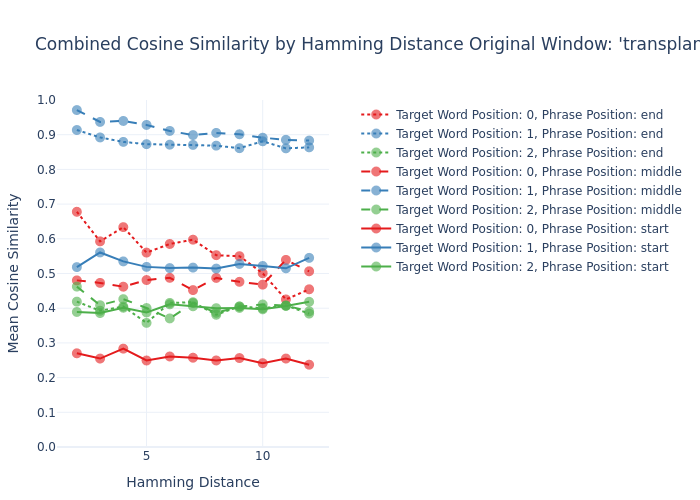 Combined Cosine Similarity by Hamming Distance Original Window: 'transplan
1.0
0.9
0.8
0.7
0.6
0.5
0.4
0.3
0.2
0.1
0.0
5
10
Mean Cosine Similarity
Hamming Distance
Target Word Position: 0, Phrase Position: end
Target Word Position: 1, Phrase Position: end
Target Word Position: 2, Phrase Position: end
Target Word Position: 0, Phrase Position: middle
Target Word Position: 1, Phrase Position: middle
Target Word Position: 2, Phrase Position: middle
Target Word Position: 0, Phrase Position: start
Target Word Position: 1, Phrase Position: start
Target Word Position: 2, Phrase Position: start